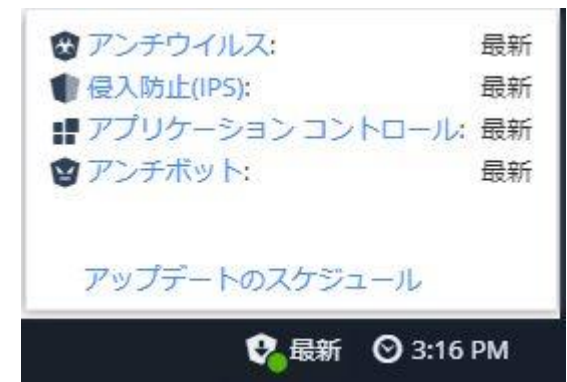 アンチウイルス: 最新
侵入防止(IPS): 最新
アプリケーション コントロール: 最新
アンチボット: 最新
アップデートのスケジュール
最新 3:16 PM